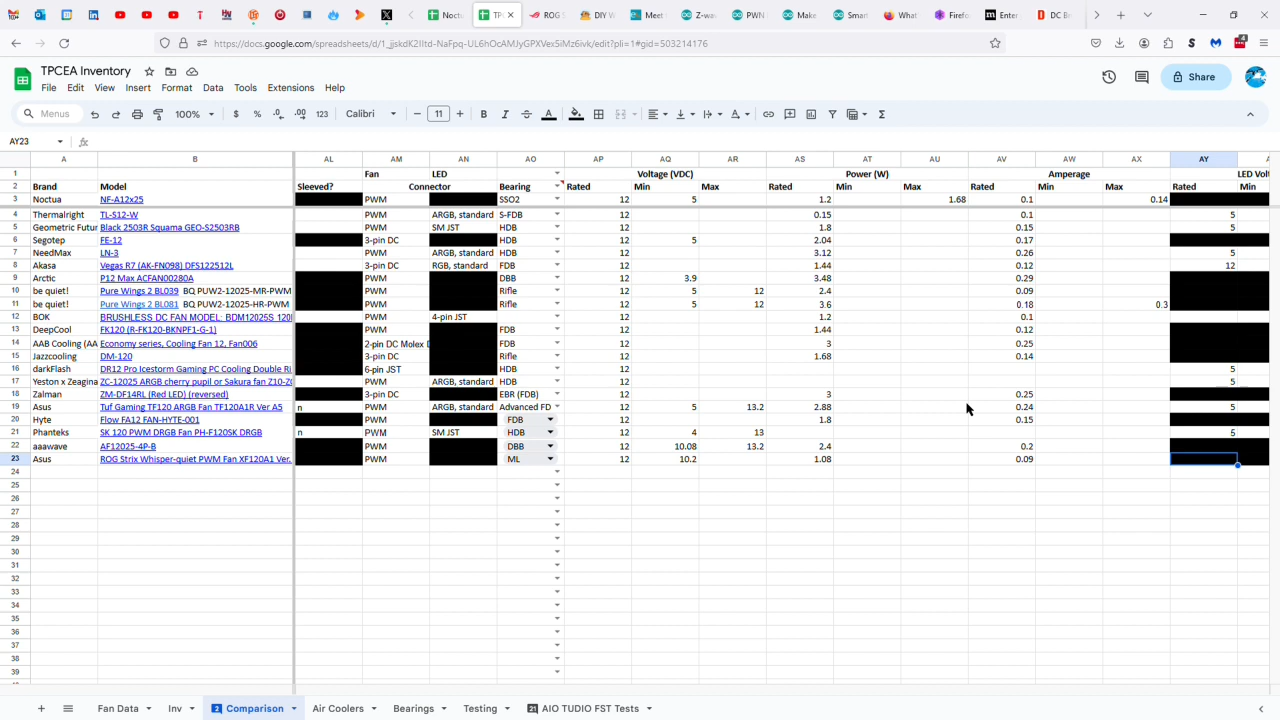 Noctu
TPC
ROG S
DIY W
Meet
Z-wav
PWN
Make
Smar
What
Firefo
Enter
DC Br
4
TPCEA Inventory
File Edit View Insert Format Data Tools Extensions Help
Share
Menus
100%
$ % .0 .00 123
Calibri
11
B I A
AY23
fx
A B AL AM AN AO AP AQ AR AS AT AU AV AW AX AY
1 Fan LED Voltage (VDC) Power (W) Amperage LED Volt
2 Brand Model Sleeved? Connector Bearing Rated Min Max Rated Min Max Rated Min Max Rated Min
3 Noctua NF-A12x25 PWM SSO2 12 5 1.2 1.68 0.1 0.14
4 Thermalright TL-S12-W PWM ARGB, standard S-FDB 12 0.15 0.1 5
5 Geometric Futur Black 2503R Squama GEO-S2503RB PWM SM JST HDB 12 1.8 0.15 5
6 Segotep FE-12 3-pin DC HDB 12 5 2.04 0.17
7 NeedMax LN-3 PWM ARGB, standard HDB 12 3.12 0.26 5
8 Akasa Vegas R7 (AK-FN098) DFS122512L 3-pin DC RGB, standard FDB 12 1.44 0.12 12
9 Arctic P12 Max ACFAN00280A PWM DBB 12 3.9 3.48 0.29
10 be quiet! Pure Wings 2 BL039 BQ PUW2-12025-MR-PWM PWM Rifle 12 5 12 2.4 0.09
11 be quiet! Pure Wings 2 BL081 BQ PUW2-12025-HR-PWM PWM Rifle 12 5 12 3.6 0.18 0.3
12 BOK BRUSHLESS DC FAN MODEL: BDM12025S 120 PWM 4-pin JST 12 1.2 0.1
13 DeepCool FK120 (R-FK120-BKNPF1-G-1) PWM FDB 12 1.44 0.12
14 AAB Cooling (AA Economy series, Cooling Fan 12, Fan006 2-pin DC Molex FDB 12 3 0.25
15 Jazzcooling DM-120 3-pin DC Rifle 12 1.68 0.14
16 darkFlash DR12 Pro Icestorm Gaming PC Cooling Double Ri 6-pin JST HDB 12 5
17 Yeston x Zeagina ZC-12025 ARGB cherry pupil or Sakura fan Z10-ZC PWM ARGB, standard HDB 12 5
18 Zalman ZM-DF14RL (Red LED) (reversed) 3-pin DC EBR (FDB) 12 3 0.25
19 Asus Tuf Gaming TF120 ARGB Fan TF120A1R Ver A5 n PWM ARGB, standard Advanced FD 12 5 13.2 2.88 0.24 5
20 Hyte Flow FA12 FAN-HYTE-001 PWM FDB 12 1.8 0.15
21 Phanteks SK 120 PWM DRGB Fan PH-F120SK DRGB n PWM SM JST HDB 12 4 13 5
22 aaawave AF12025-4P-B PWM DBB 12 10.08 13.2 2.4 0.2
23 Asus ROG Strix Whisper-quiet PWM Fan XF120A1 Ver. PWM ML 12 10.2 1.08 0.09
24
25
26
27
28
29
30
31
32
33
34
35
36
37
38
39
Fan Data Inv 2 Comparison Air Coolers Bearings Testing 21 AIO TUDIO FST Tests